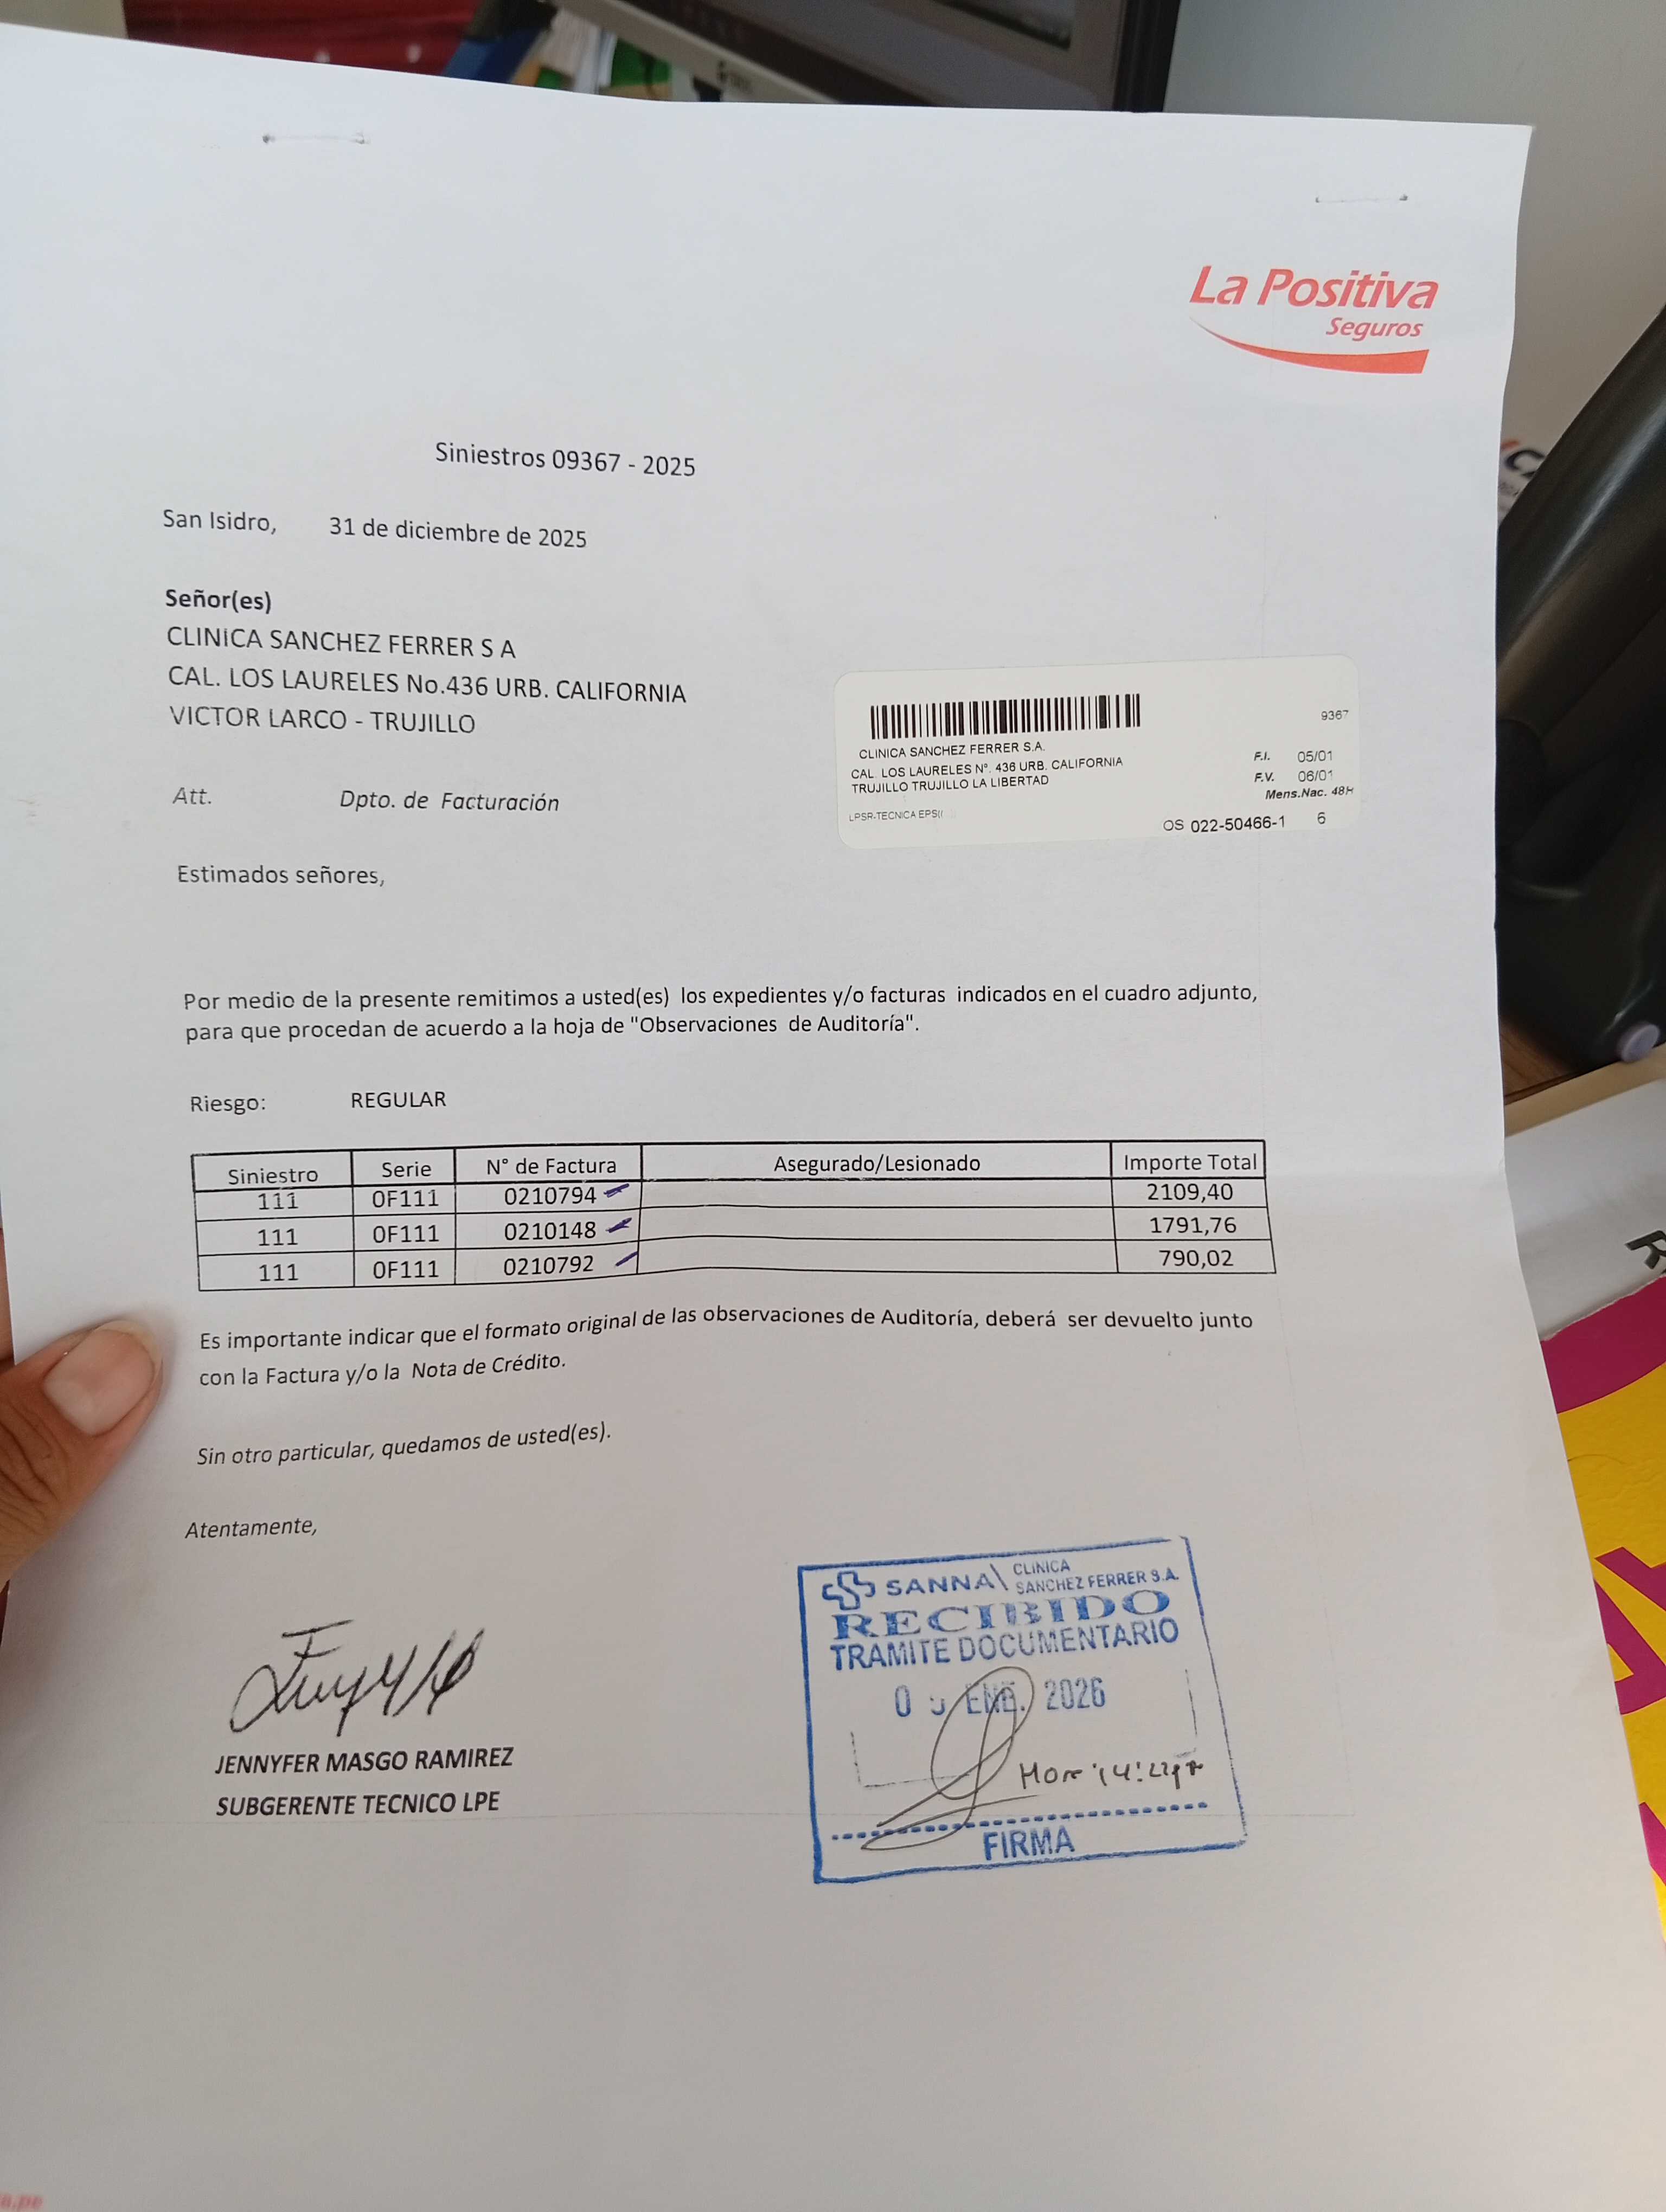 La Positiva
Seguros
Siniestros 09367 - 2025
San Isidro, 31 de diciembre de 2025
Señor(es)
CLINICA SANCHEZ FERRER S A
CAL. LOS LAURELES No.436 URB. CALIFORNIA
VICTOR LARCO - TRUJILLO
9367
CLINICA SANCHEZ FERRER S.A.
CAL. LOS LAURELES N°. 436 URB. CALIFORNIA
TRUJILLO TRUJILLO LA LIBERTAD
F.I. 05/01
F.V. 06/01
Mens.Nac. 48H
LPSR-TECNICA EPS(/
OS 022-50466-1 6
Att. Dpto. de Facturación
Estimados señores,
Por medio de la presente remitimos a usted(es) los expedientes y/o facturas indicados en el cuadro adjunto,
para que procedan de acuerdo a la hoja de "Observaciones de Auditoría".
Riesgo: REGULAR
Siniestro Serie N° de Factura Asegurado/Lesionado Importe Total
111 0F111 0210794 2109,40
111 0F111 0210148 1791,76
111 0F111 0210792 790,02
Es importante indicar que el formato original de las observaciones de Auditoría, deberá ser devuelto junto
con la Factura y/o la Nota de Crédito.
Sin otro particular, quedamos de usted(es).
Atentamente,
JENNYFER MASGO RAMIREZ
SUBGERENTE TECNICO LPE
SANNA\ CLINICA
SANCHEZ FERRER S.A.
RECIBIDO
TRAMITE DOCUMENTARIO
ENE. 2026
FIRMA